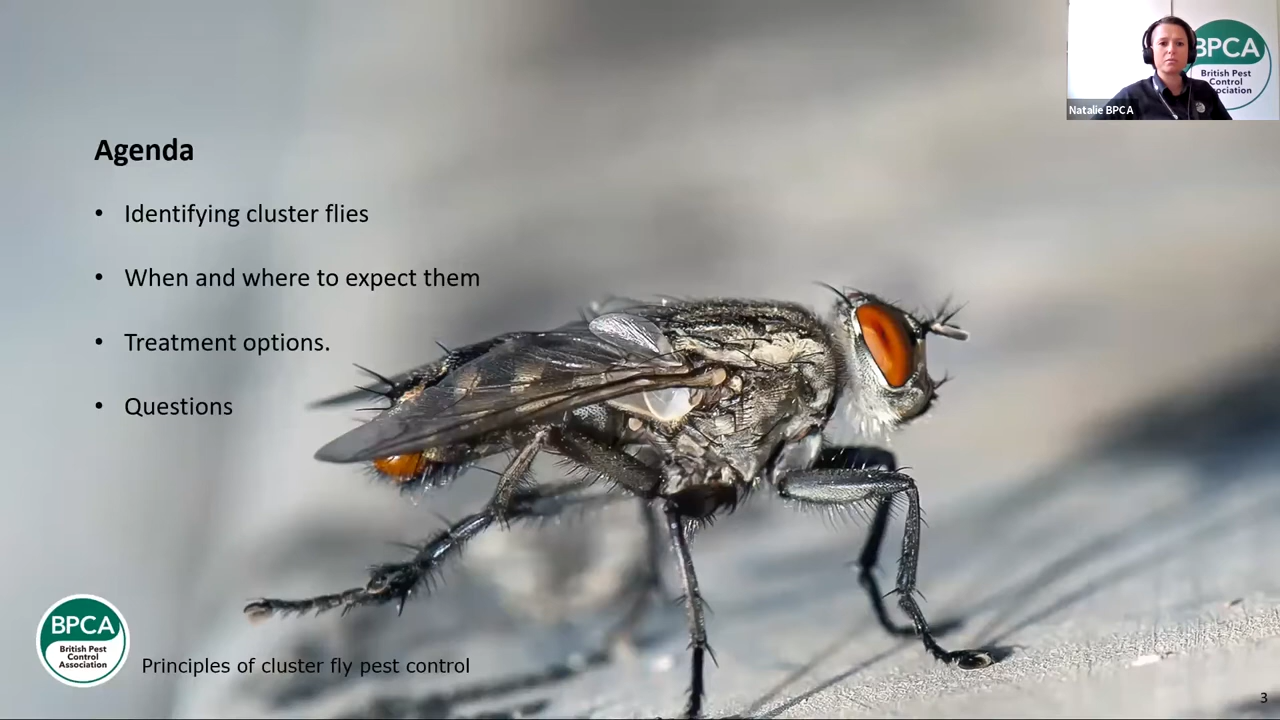 BPCA
British Pest
Control
ociation
Natalie BPCA
Agenda
• Identifying cluster flies
• When and where to expect them
• Treatment options.
• Questions
BPCA
British Pest
Control
Association
Principles of cluster fly pest control
3